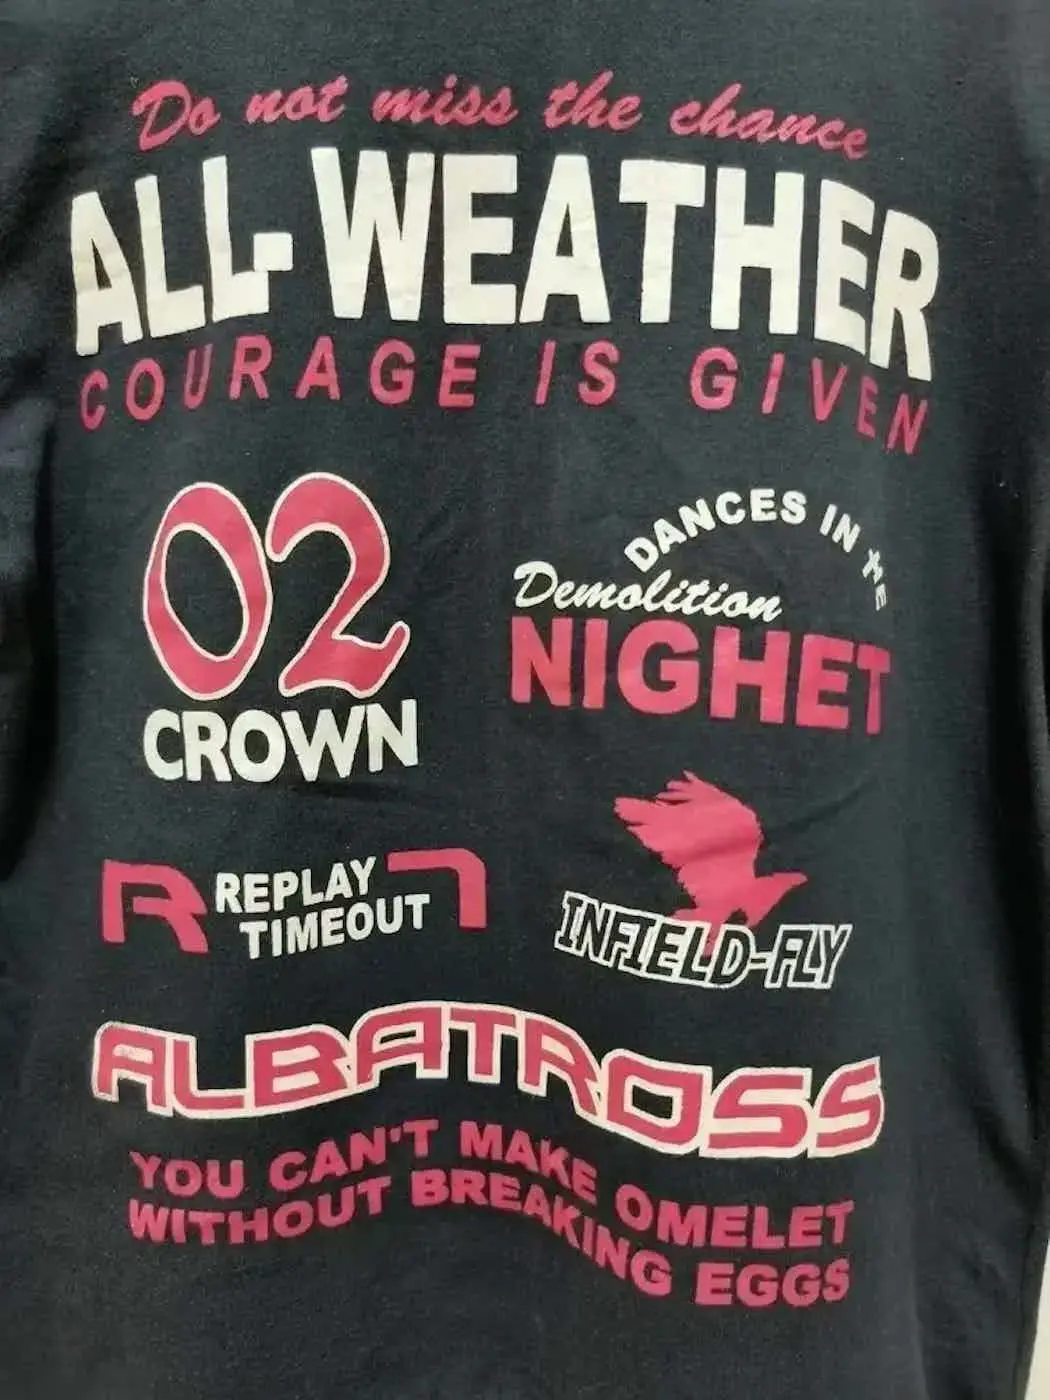 Do not miss the chance
ALL-WEATHER
COURAGE IS GIVEN
02
CROWN
DANCES IN THE
Demolition
NIGHET
R REPLAY
TIMEOUT
INFIELD-FLY
ALBATROSS
YOU CAN'T MAKE OMELET
WITHOUT BREAKING EGGS